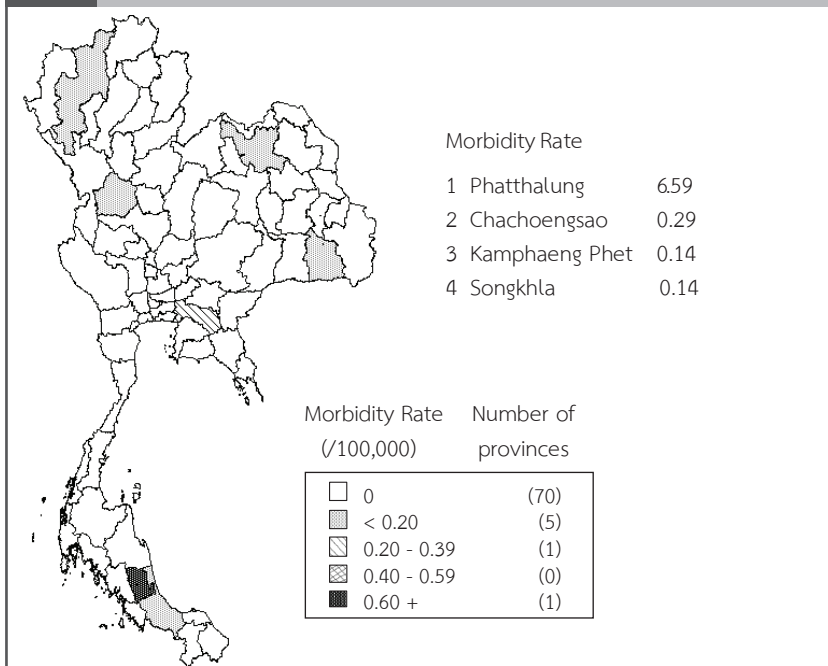 Morbidity Rate
1 Phatthalung 6.59
2 Chachoengsao 0.29
3 Kamphaeng Phet 0.14
4 Songkhla 0.14
Morbidity Rate Number of
(/100,000) provinces
0 (70)
< 0.20 (5)
0.20 - 0.39 (1)
0.40 - 0.59 (0)
0.60 + (1)